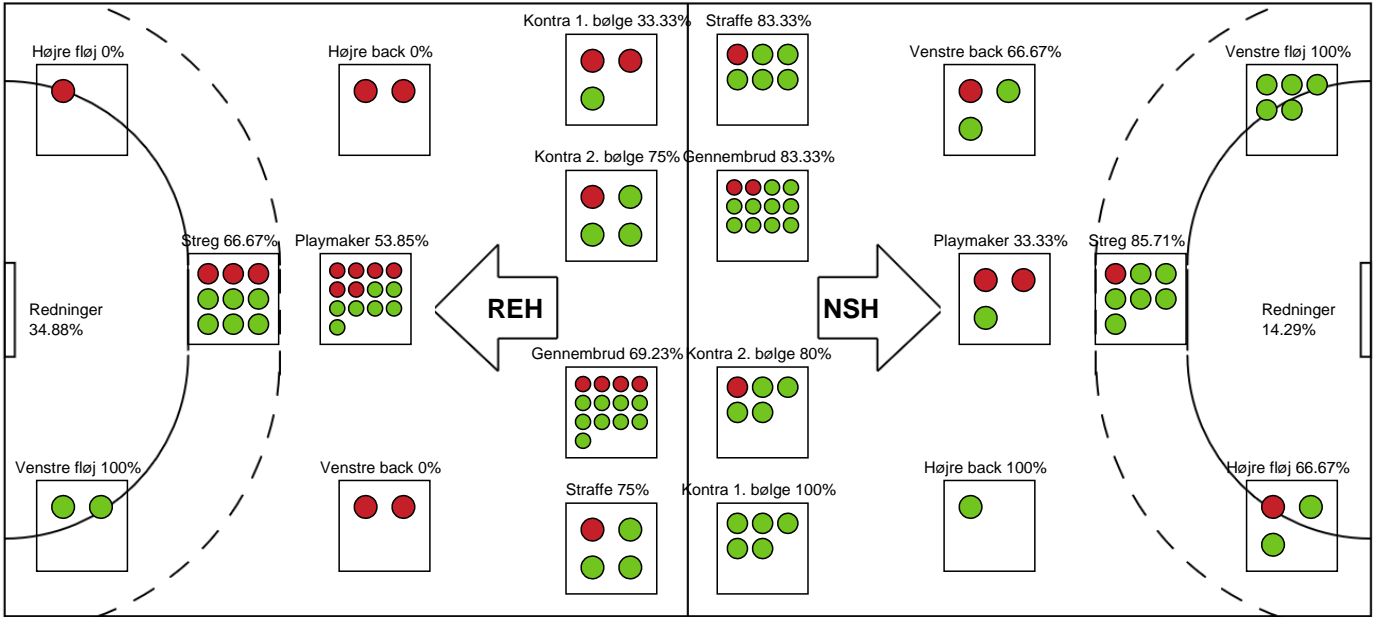 Kontra 1. bølge 33.33%
Straffe 83.33%
Højre fløj 0%
Højre back 0%
Venstre back 66.67%
Venstre fløj 100%
Kontra 2. bølge 75%
Gennembrud 83.33%
Streg 66.67%
Playmaker 53.85%
Playmaker 33.33%
Streg 85.71%
Redninger
34.88%
REH
NSH
Redninger
14.29%
Gennembrud 69.23%
Kontra 2. bølge 80%
Venstre fløj 100%
Venstre back 0%
Højre back 100%
Højre fløj 66.67%
Straffe 75%
Kontra 1. bølge 100%